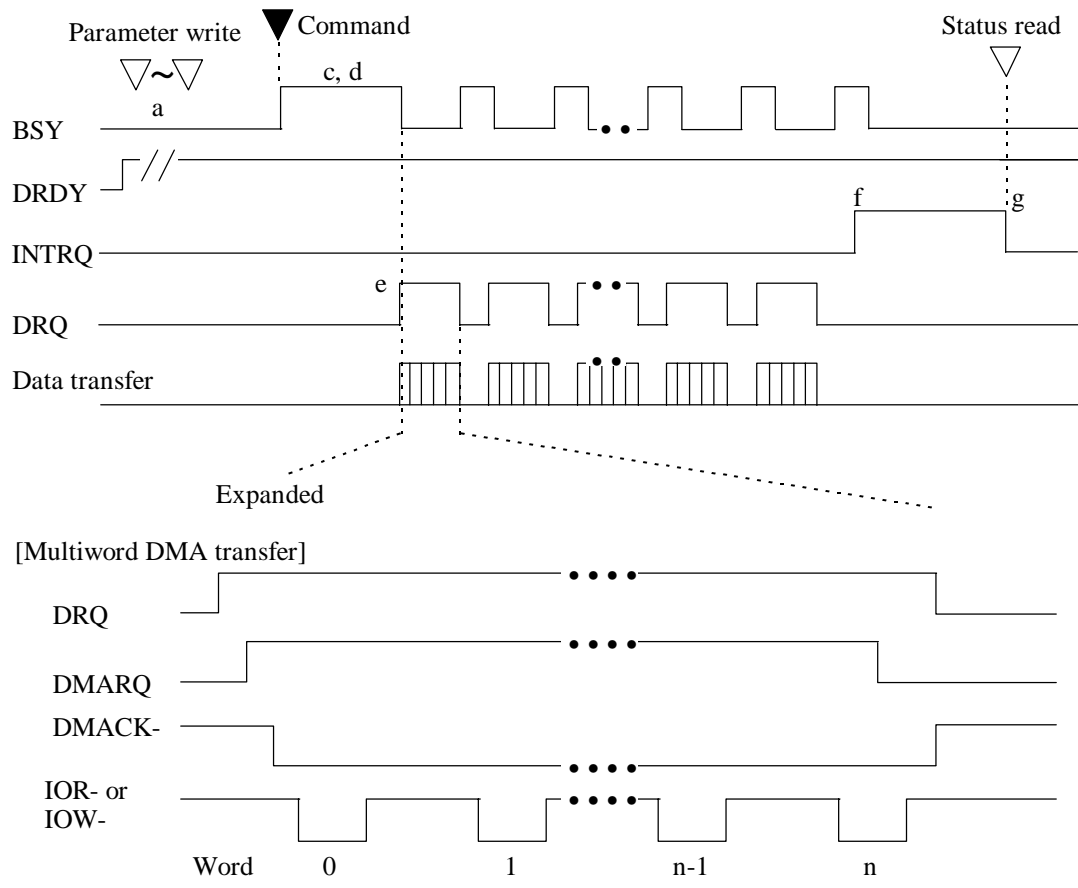 Parameter write
Command
Status read
c, d
a
BSY
DRDY
f
g
INTRQ
e
DRQ
Data transfer
Expanded
[Multiword DMA transfer]
DRQ
DMARQ
DMACK-
IOR- or
IOW-
Word 0 1 n-1 n